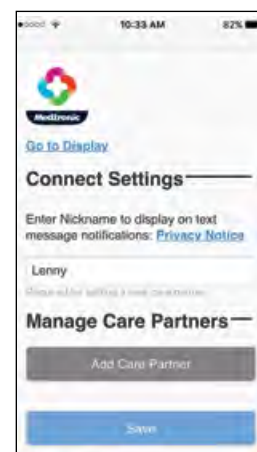 10:33 AM 82%
Medtronic
Go to Display
Connect Settings
Enter Nickname to display on text
message notifications: Privacy Notice
Lenny
Manage Care Partners
Add Care Partner
Save